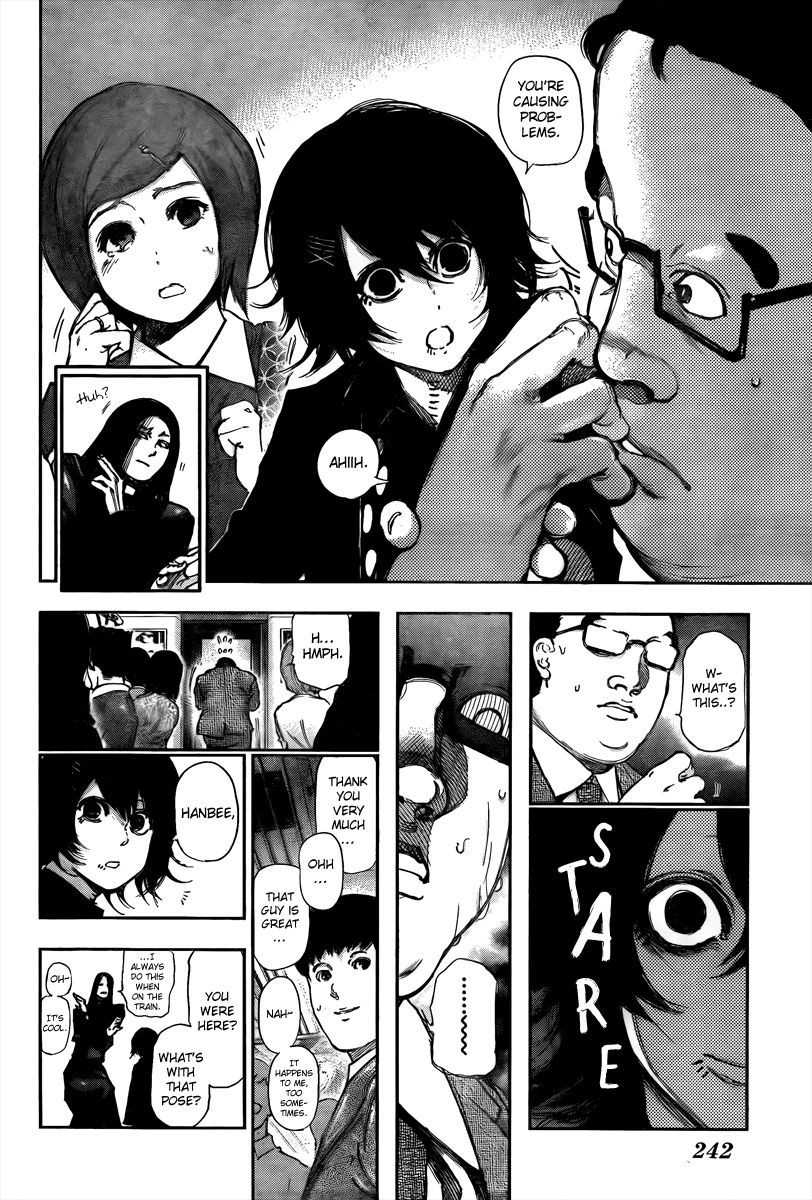 YOU'RE
CAUSING
PROB-
LEMS.
AHIIH.
Huh?
W-
WHAT'S
THIS..?
STARE
H...
HMPH.
THANK
YOU
VERY
MUCH
...
OHH
...
THAT
GUY IS
GREAT
...
NAH~
IT
HAPPENS
TO ME,
TOO
SOME-
TIMES.
HANBEE,
YOU
WERE
HERE?
WHAT'S
WITH
THAT
POSE?
...I
ALWAYS
DO THIS
WHEN
ON THE
TRAIN.
OH~
IT'S
COOL.
242